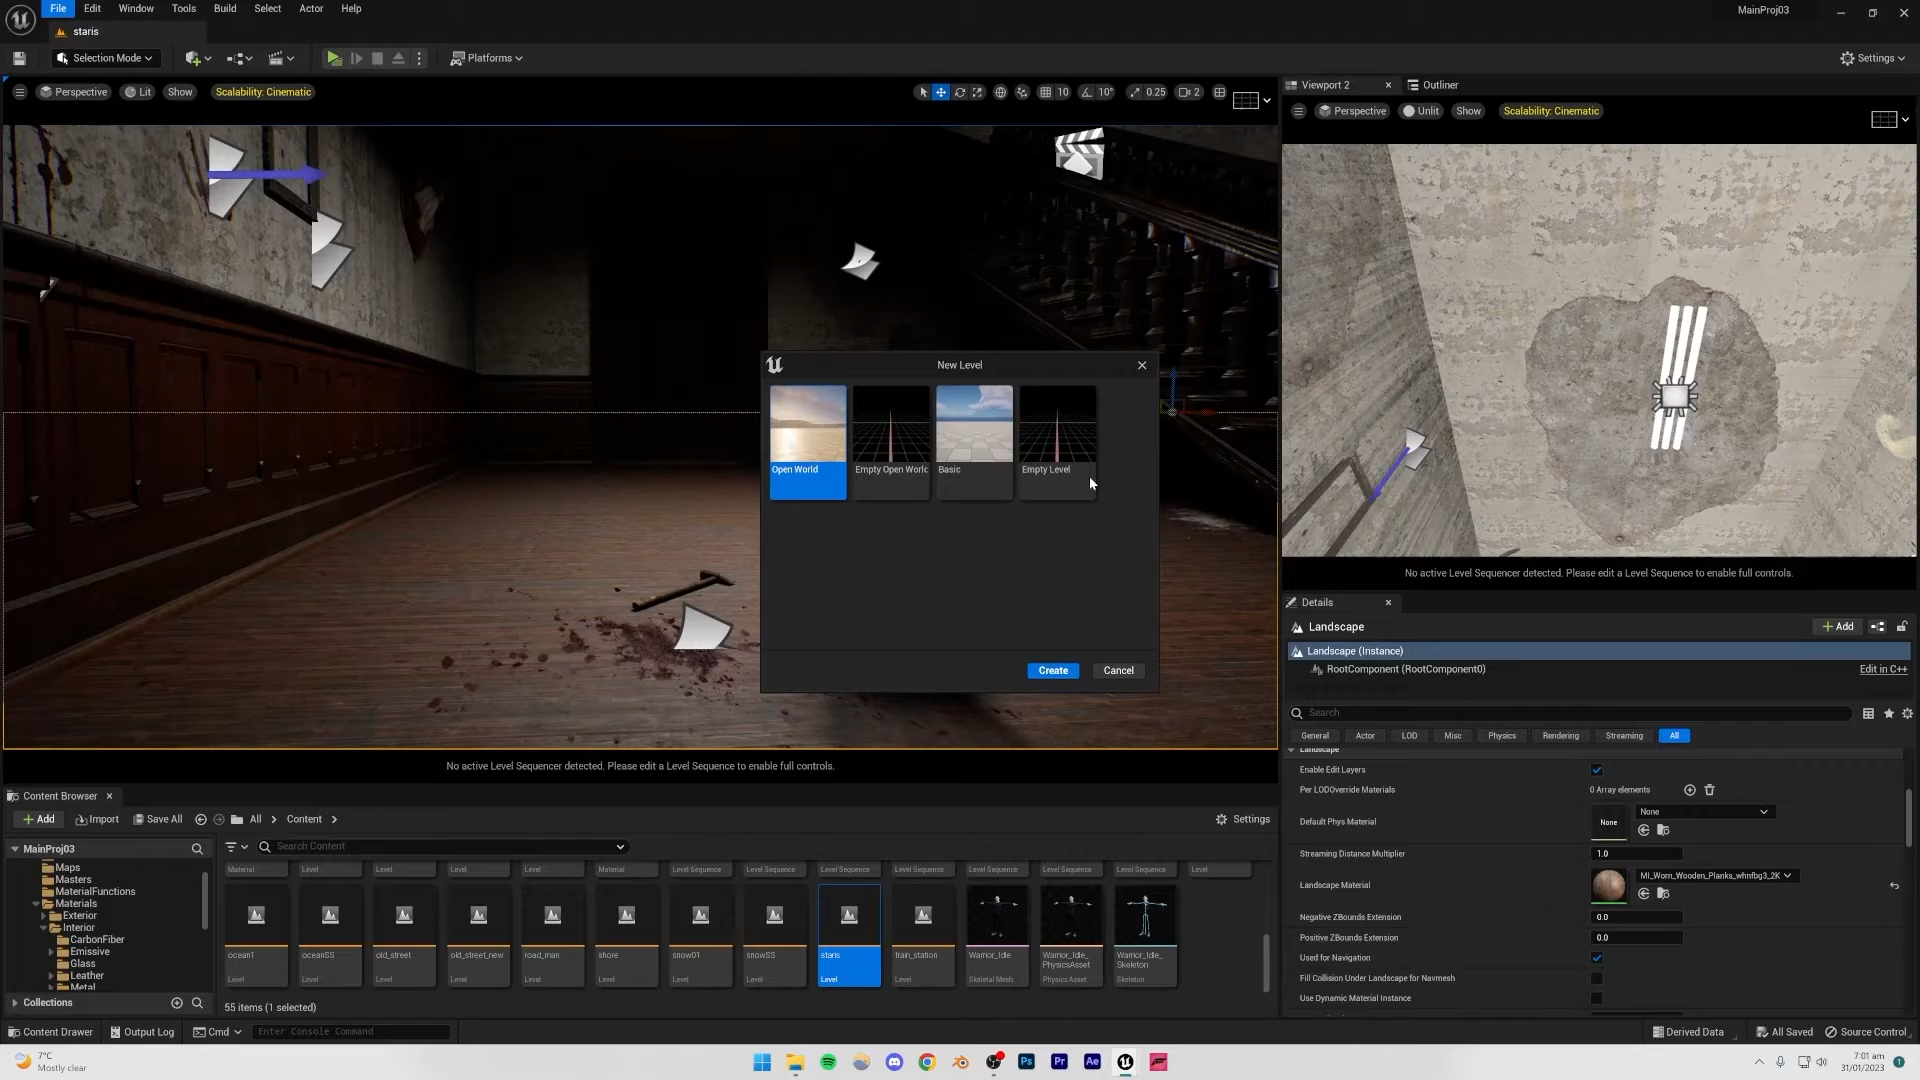 File Edit Window Tools Build Select Actor Help
MainProj03
staris
Selection Mode
Platforms
Settings
Perspective Lit Show Scalability: Cinematic
10 10° 0.25 2
Viewport 2 Outliner
Perspective Unlit Show Scalability: Cinematic
New Level
Open World Empty Open Worlc Basic Empty Level
Create Cancel
No active Level Sequencer detected. Please edit a Level Sequence to enable full controls.
No active Level Sequencer detected. Please edit a Level Sequence to enable full controls.
Details
Landscape
Add
Landscape (Instance)
RootComponent (RootComponent0)
Edit in C++
Search
General Actor LOD Misc Physics Rendering Streaming All
Landscape
Enable Edit Layers
Per LODOverride Materials 0 Array elements
Default Phys Material None None
Streaming Distance Multiplier 1.0
Landscape Material MI_Worn_Wooden_Planks_whnfbg3_2K
Negative ZBounds Extension 0.0
Positive ZBounds Extension 0.0
Used for Navigation
Fill Collision Under Landscape for Navmesh
Use Dynamic Material Instance
Content Browser
Add Import Save All All Content
Settings
MainProj03
Maps
Masters
MaterialFunctions
Materials
Exterior
Interior
CarbonFiber
Emissive
Glass
Leather
Metal
Collections
Search Content
Material Level Level Level Level Material Level Sequence Level Sequence Level Sequence Level Sequence Level Sequence Level Sequence Level Sequence Level
ocean1 oceanSS old_street old_street_new road_man shore snow01 snowSS staris train_station Warrior_Idle Warrior_Idle_ Warrior_Idle_
PhysicsAsset Skeleton
Level Level Level Level Level Level Level Level Level Level Skeletal Mesh Physics Asset Skeleton
55 items (1 selected)
Content Drawer Output Log Cmd Enter Console Command
Derived Data All Saved Source Control
7°C
Mostly clear
Ps Pr Ae
7:01 am
31/01/2023
1